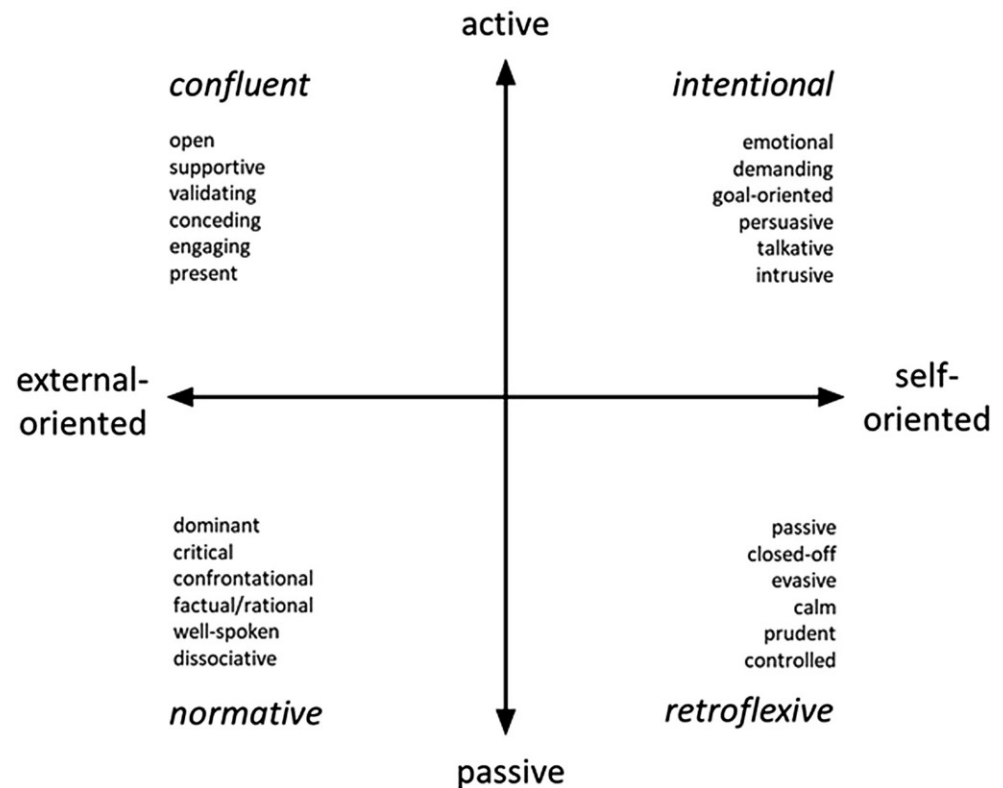 active
confluent
open
supportive
validating
conceding
engaging
present
intentional
emotional
demanding
goal-oriented
persuasive
talkative
intrusive
external-
oriented
self-
oriented
dominant
critical
confrontational
factual/rational
well-spoken
dissociative
normative
passive
closed-off
evasive
calm
prudent
controlled
retroflexive
passive